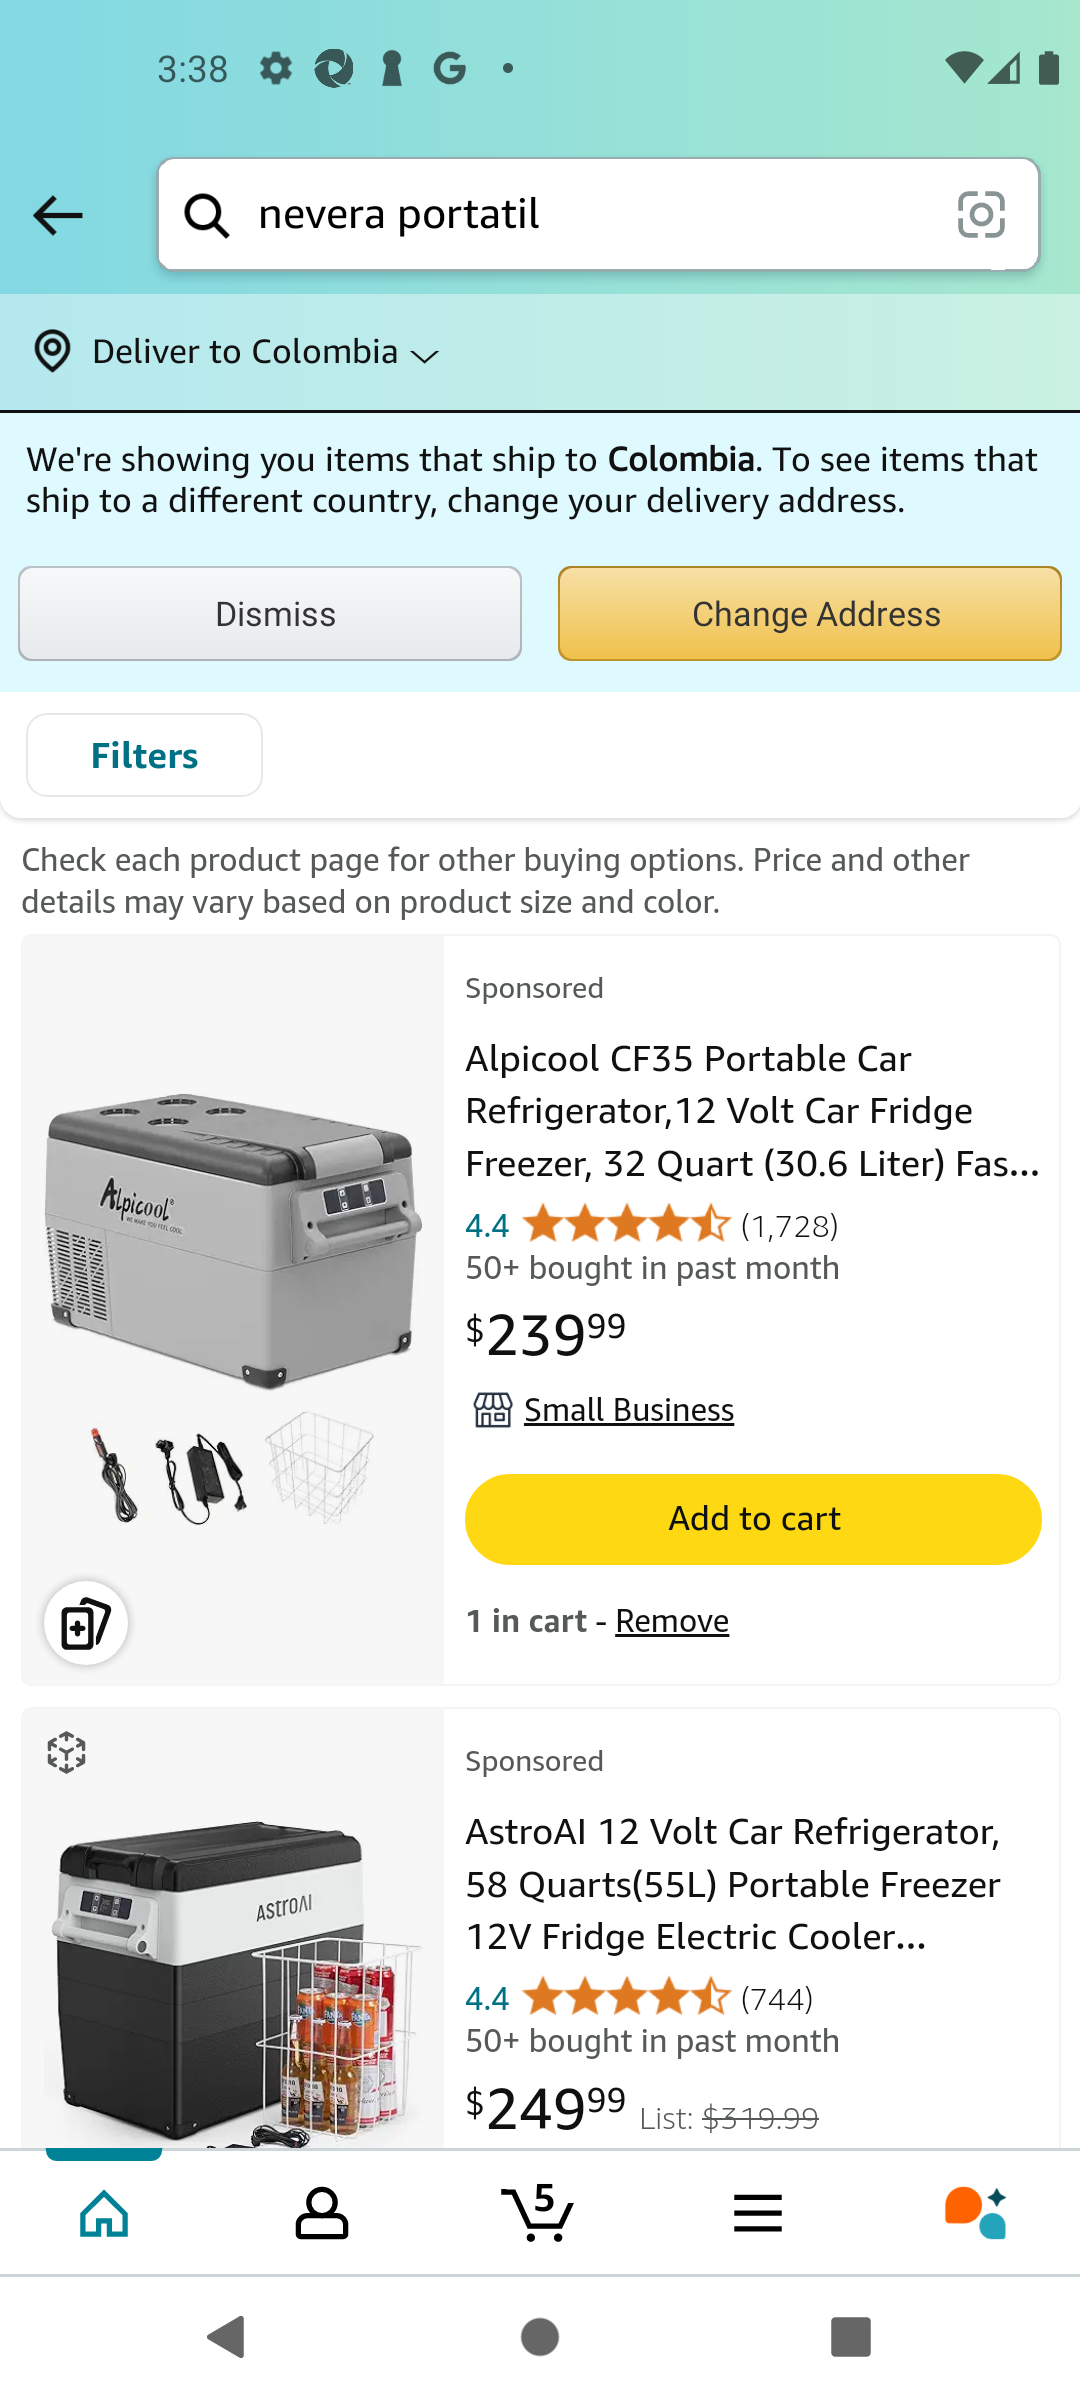 3:38
nevera portatil
Deliver to Colombia
We're showing you items that ship to Colombia. To see items that
ship to a different country, change your delivery address.
Dismiss
Change Address
Filters
Check each product page for other buying options. Price and other
details may vary based on product size and color.
Sponsored
Alpicool CF35 Portable Car
Refrigerator,12 Volt Car Fridge
Freezer, 32 Quart (30.6 Liter) Fas...
4.4 (1,728)
50+ bought in past month
$239.99
Small Business
Add to cart
1 in cart - Remove
Alpicool®
WE MAKE YOU FEEL COOL
Sponsored
AstroAI 12 Volt Car Refrigerator,
58 Quarts(55L) Portable Freezer
12V Fridge Electric Cooler...
4.4 (744)
50+ bought in past month
$249.99 List: $319.99
ASTROAI
5